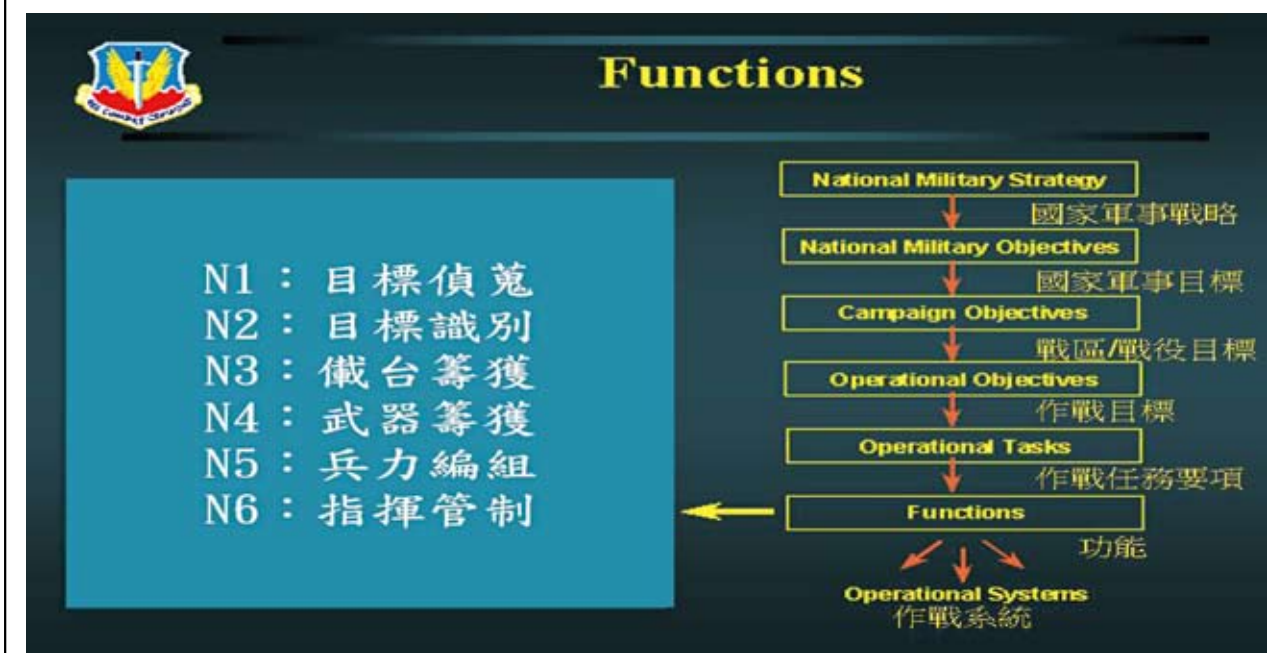 Functions
N1：目標偵蒐
N2：目標識別
N3：儎台籌獲
N4：武器籌獲
N5：兵力編組
N6：指揮管制
National Military Strategy
國家軍事戰略
National Military Objectives
國家軍事目標
Campaign Objectives
戰區/戰役目標
Operational Objectives
作戰目標
Operational Tasks
作戰任務要項
Functions
功能
Operational Systems
作戰系統